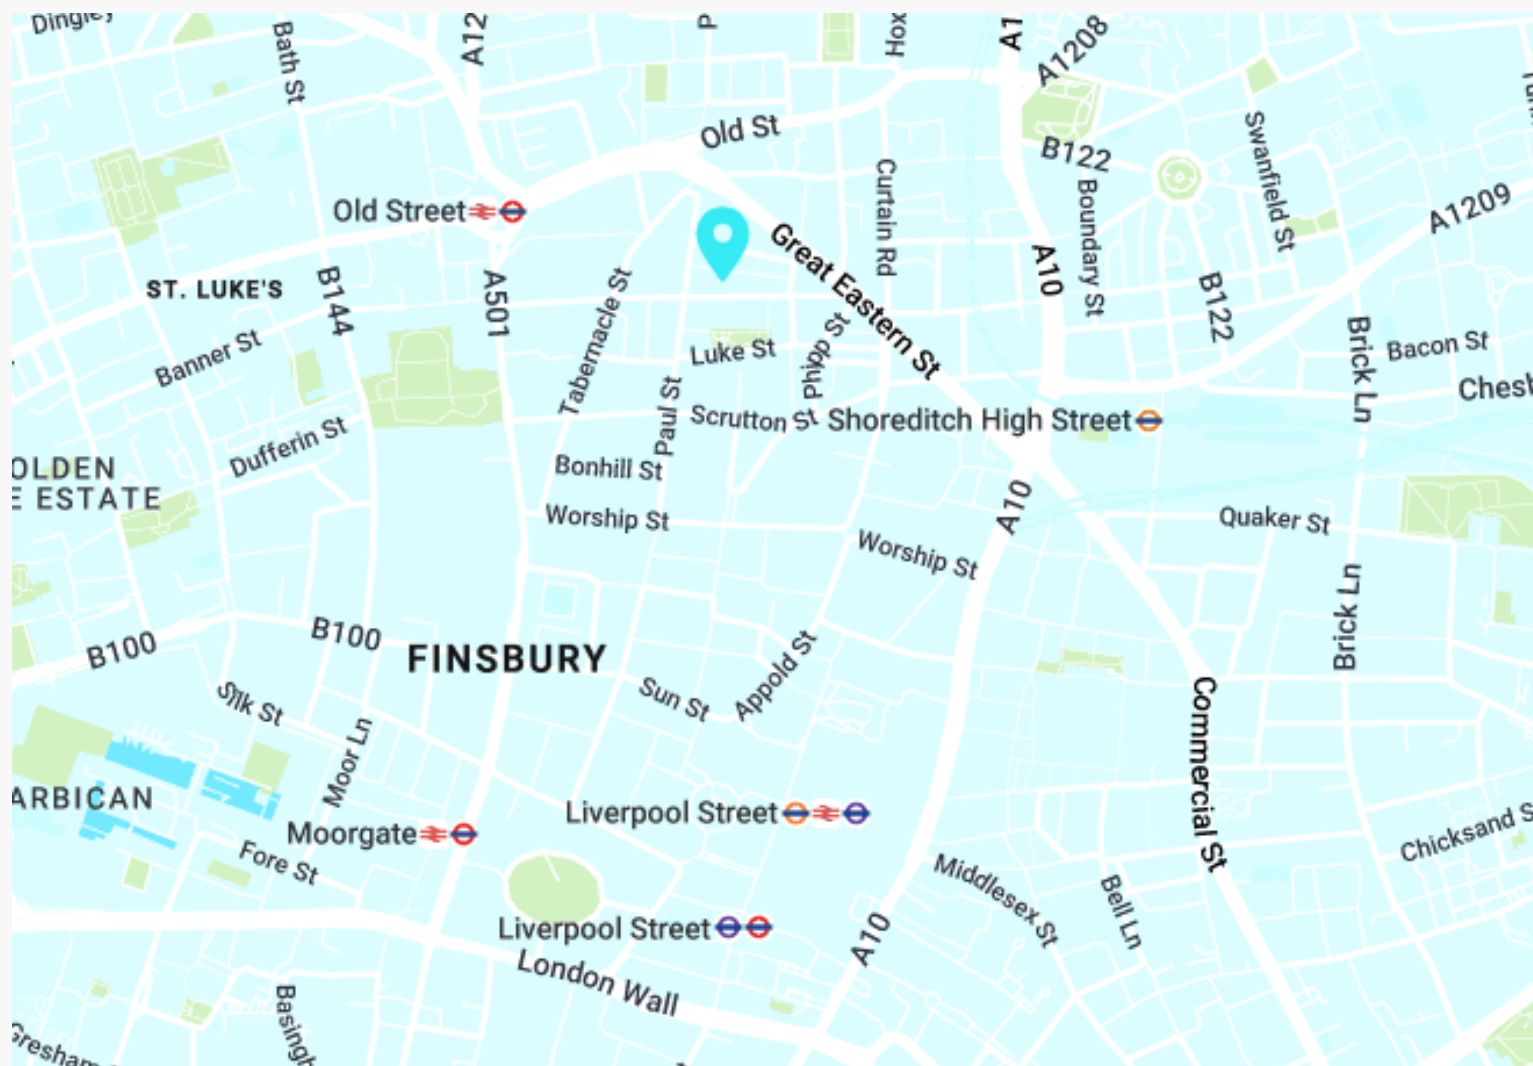 A12
Hox
A1
A1208
Bath St
Old St
B122
Swanfield St
Curtain Rd
Boundary St
A1209
Old Street
Great Eastern St
A10
ST. LUKE'S
B144
A501
Tabernacle St
B122
Banner St
Luke St
Phipp St
Brick Ln
Bacon St
Paul St
Scrutton St
Shoreditch High Street
Dufferin St
Bonhill St
OLDEN
E ESTATE
Worship St
A10
Quaker St
Worship St
B100
B100
FINSBURY
Brick Ln
Appold St
Sun St
Silk St
Moor Ln
Commercial St
ARBICAN
Liverpool Street
Moorgate
Fore St
Chicksand S
Middlesex St
Bell Ln
Liverpool Street
A10
London Wall
Basingh
Gresham